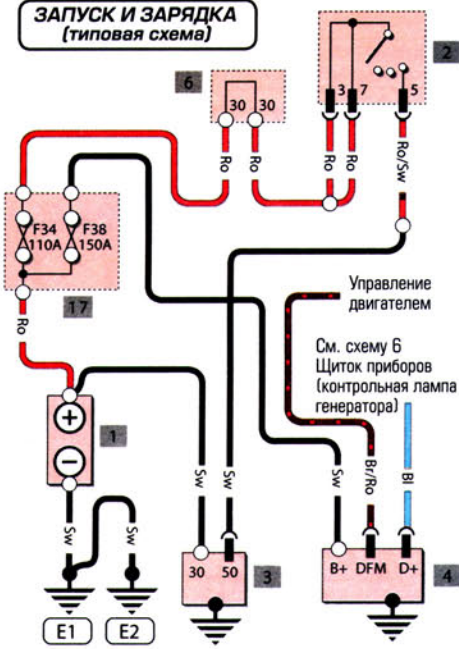 ЗАПУСК И ЗАРЯДКА
(типовая схема)
2
6
30 30
3 7 5
Ro
Ro
Ro
Ro
Ro/Sw
F34
110A
F38
150A
17
Ro
Управление
двигателем
См. схему 6
Щиток приборов
(контрольная лампа
генератора)
+
−
1
Sw
Sw
Sw
Sw
Sw
Br/Ro
Bl
30 50
3
B+ DFM D+
4
E1 E2